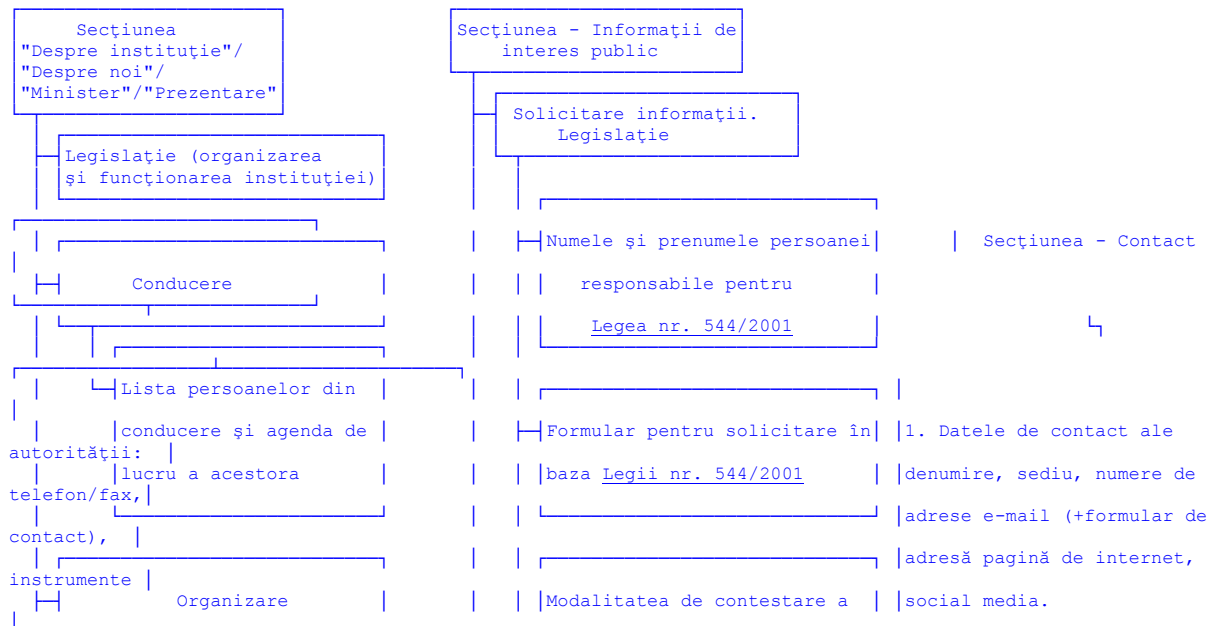 Secţiunea
"Despre instituţie"/
"Despre noi"/
"Minister"/"Prezentare"
Secţiunea - Informaţii de
interes public
Solicitare informaţii.
Legislaţie
Legislaţie (organizarea
şi funcţionarea instituţiei)
Numele şi prenumele persoanei
Secţiunea - Contact
Conducere
responsabile pentru
Legea nr. 544/2001
Lista persoanelor din
conducere şi agenda de
Formular pentru solicitare în
1. Datele de contact ale
autorităţii:
lucru a acestora
baza Legii nr. 544/2001
denumire, sediu, numere de
telefon/fax,
adrese e-mail (+formular de
contact),
adresă pagină de internet,
instrumente
Organizare
Modalitatea de contestare a
social media.